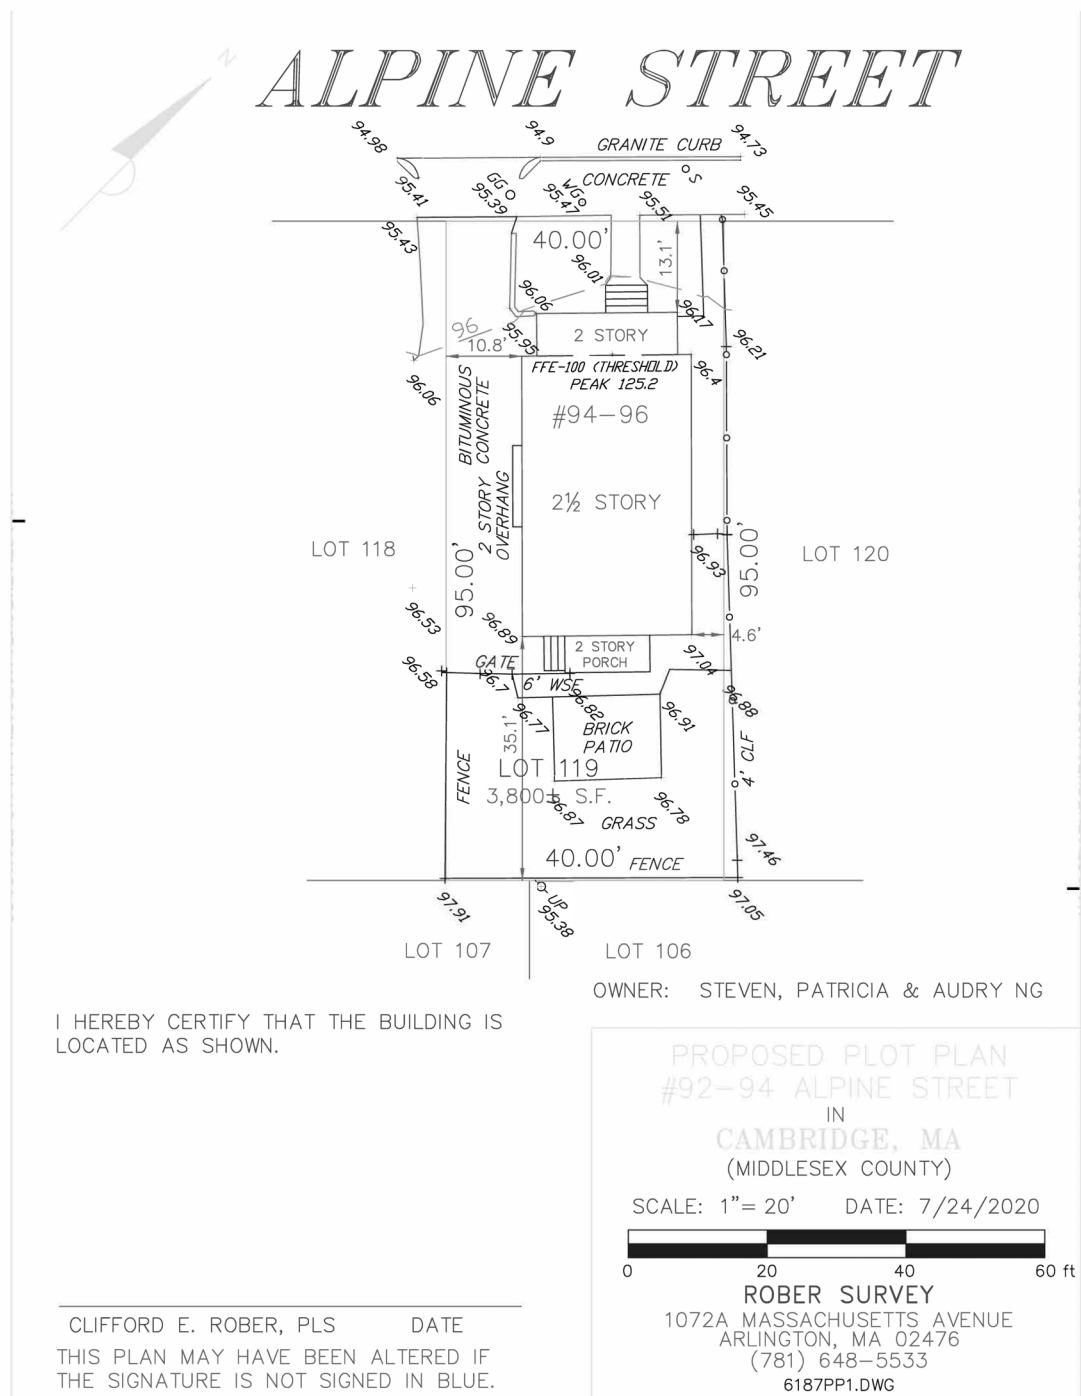 N
ALPINE STREET
94.98
94.9
94.73
GRANITE CURB
CONCRETE
S
95.41
GG
95.39
WG
95.47
95.51
95.45
95.43
40.00'
13.1'
96.01
96.06
96.17
96
95.95
2 STORY
96.21
10.8'
FFE-100 (THRESHOLD)
PEAK 125.2
96.4
96.06
#94-96
BITUMINOUS
CONCRETE
2 STORY
OVERHANG
2½ STORY
LOT 118
LOT 120
95.00'
95.00'
96.93
96.53
96.89
4.6'
2 STORY
PORCH
97.04
96.58
GATE
96.7
6' WSF
96.82
96.88
96.77
96.91
35.1'
BRICK
PATIO
4' CLF
FENCE
LOT 119
3,800± S.F.
96.87
96.78
GRASS
97.46
40.00'
FENCE
97.91
UP
95.38
97.05
LOT 107
LOT 106
OWNER: STEVEN, PATRICIA & AUDRY NG
I HEREBY CERTIFY THAT THE BUILDING IS
LOCATED AS SHOWN.
PROPOSED PLOT PLAN
#92-94 ALPINE STREET
IN
CAMBRIDGE, MA
(MIDDLESEX COUNTY)
SCALE: 1"= 20' DATE: 7/24/2020
0 20 40 60 ft
ROBER SURVEY
1072A MASSACHUSETTS AVENUE
ARLINGTON, MA 02476
(781) 648-5533
6187PP1.DWG
CLIFFORD E. ROBER, PLS DATE
THIS PLAN MAY HAVE BEEN ALTERED IF
THE SIGNATURE IS NOT SIGNED IN BLUE.